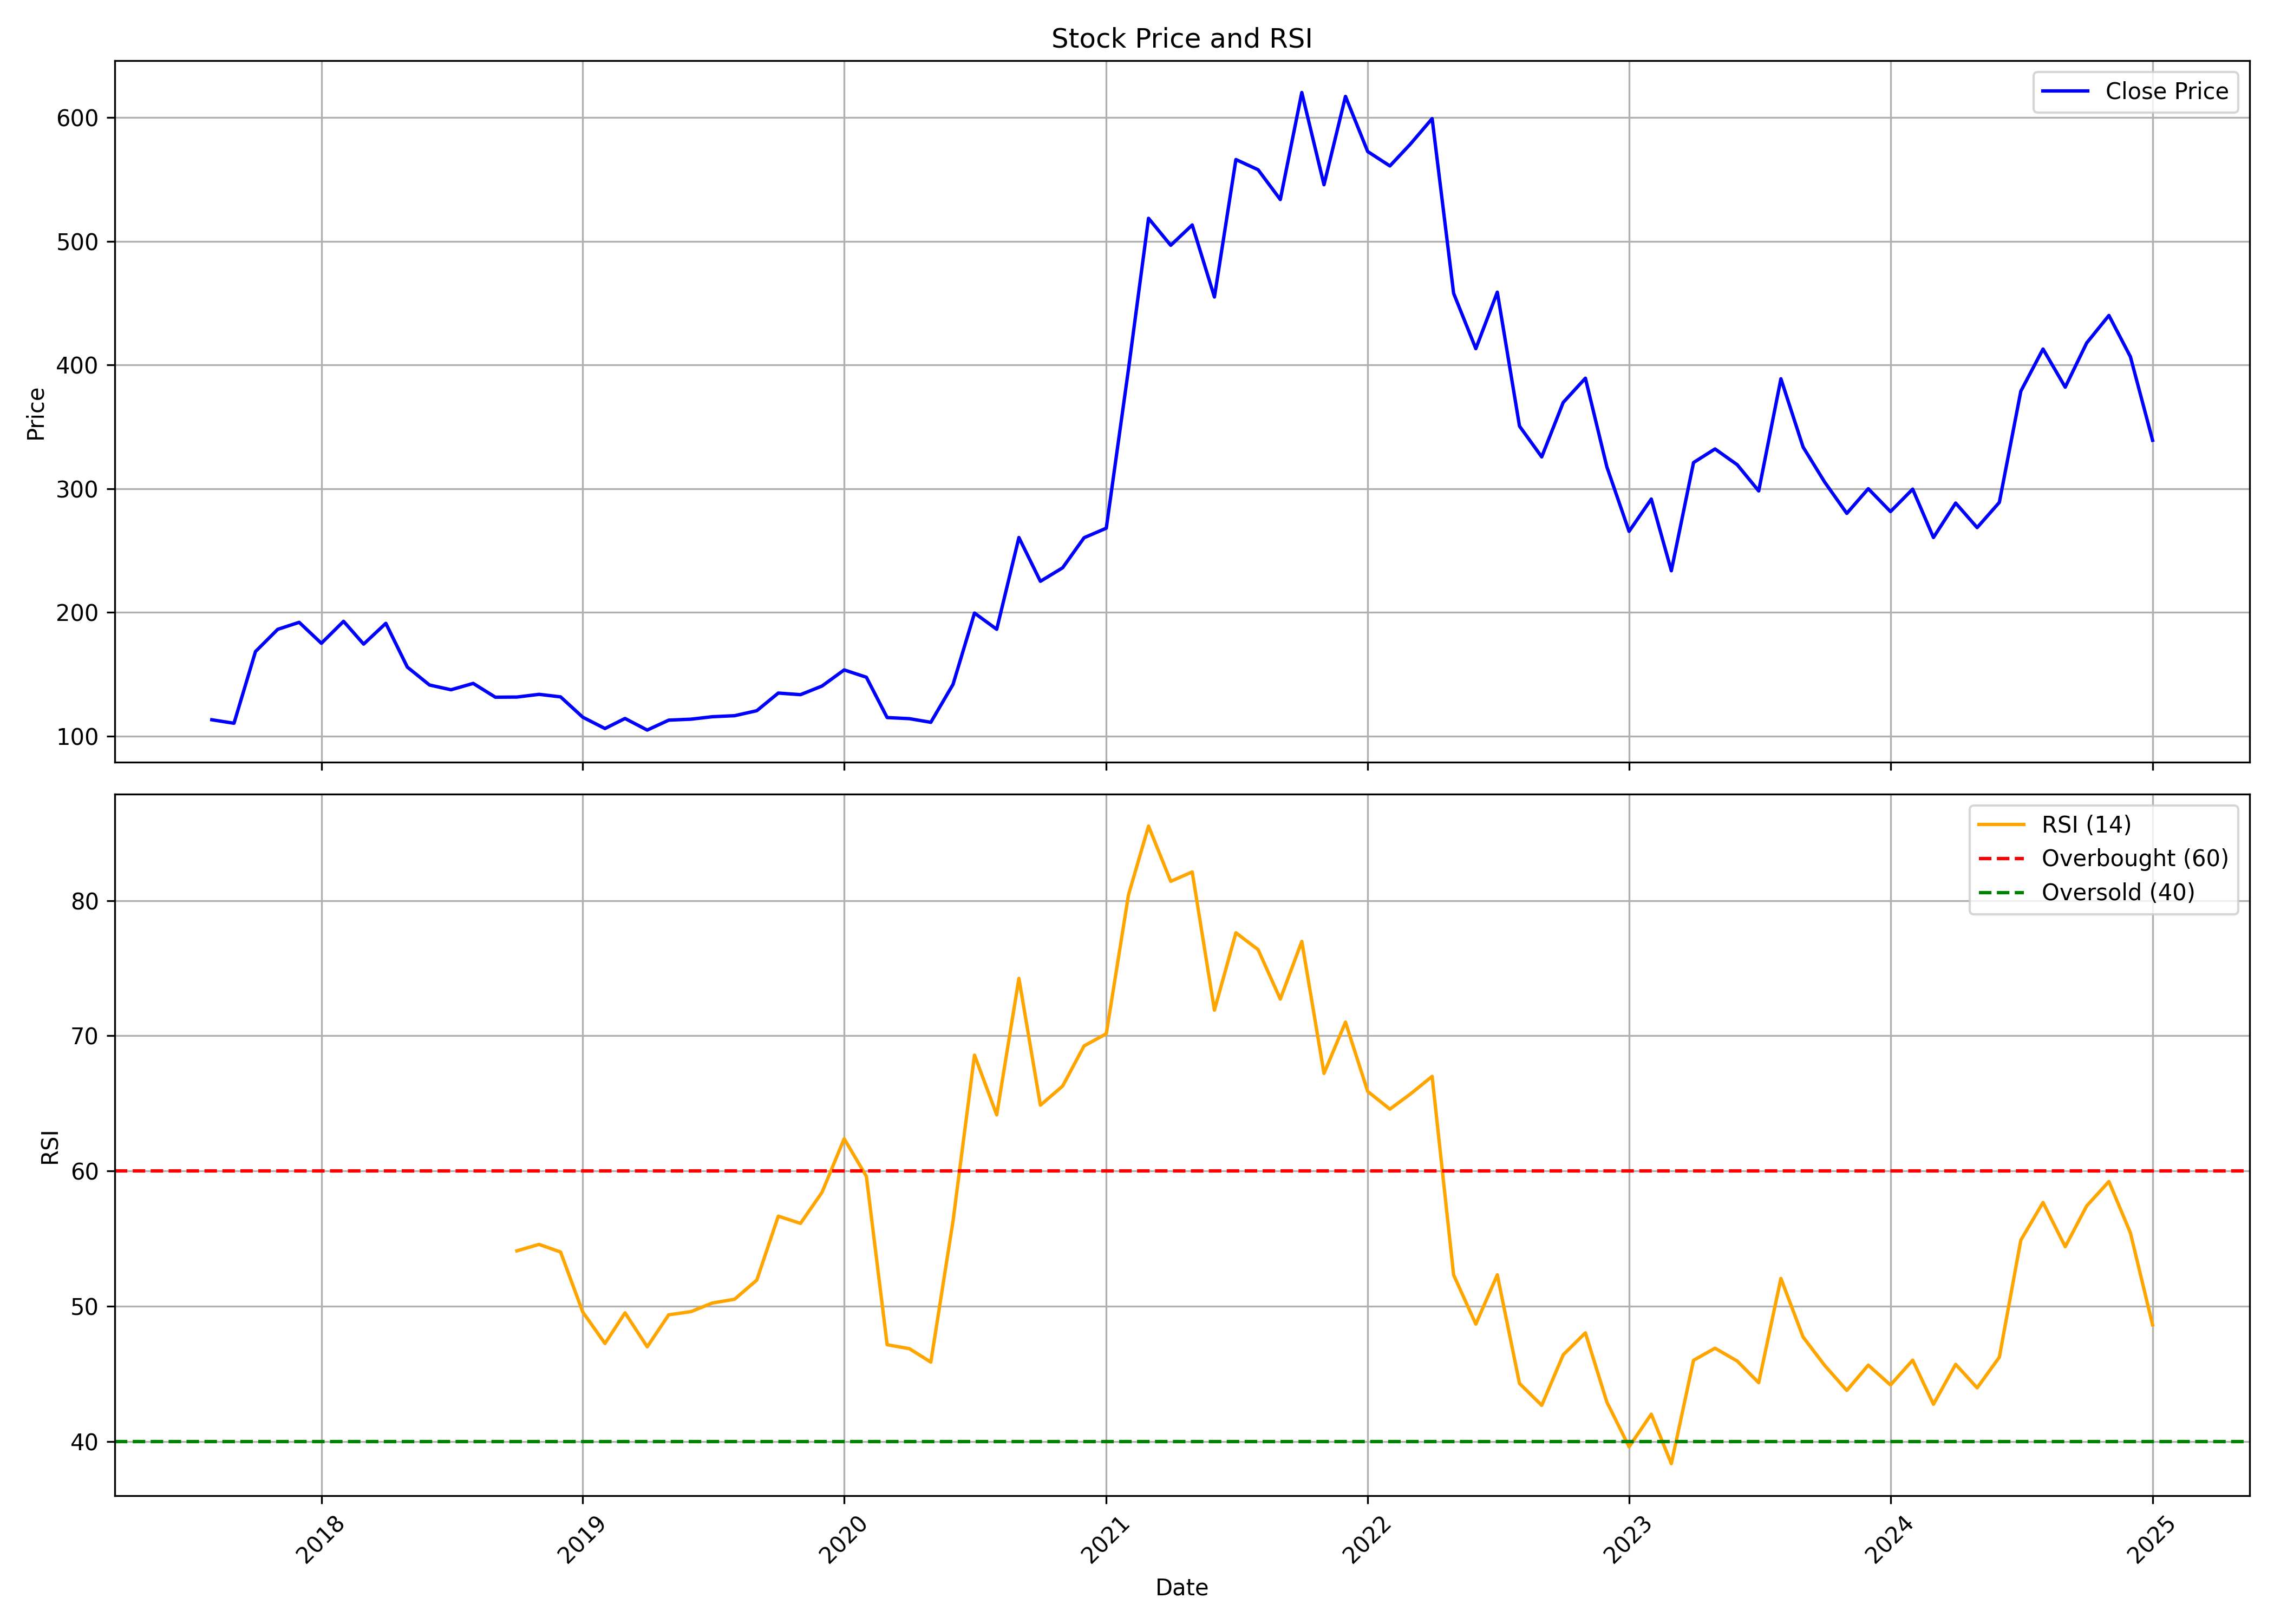 Stock Price and RSI
Close Price
600
500
400
300
200
100
Price
RSI (14)
Overbought (60)
Oversold (40)
80
70
60
50
40
RSI
2018
2019
2020
2021
2022
2023
2024
2025
Date